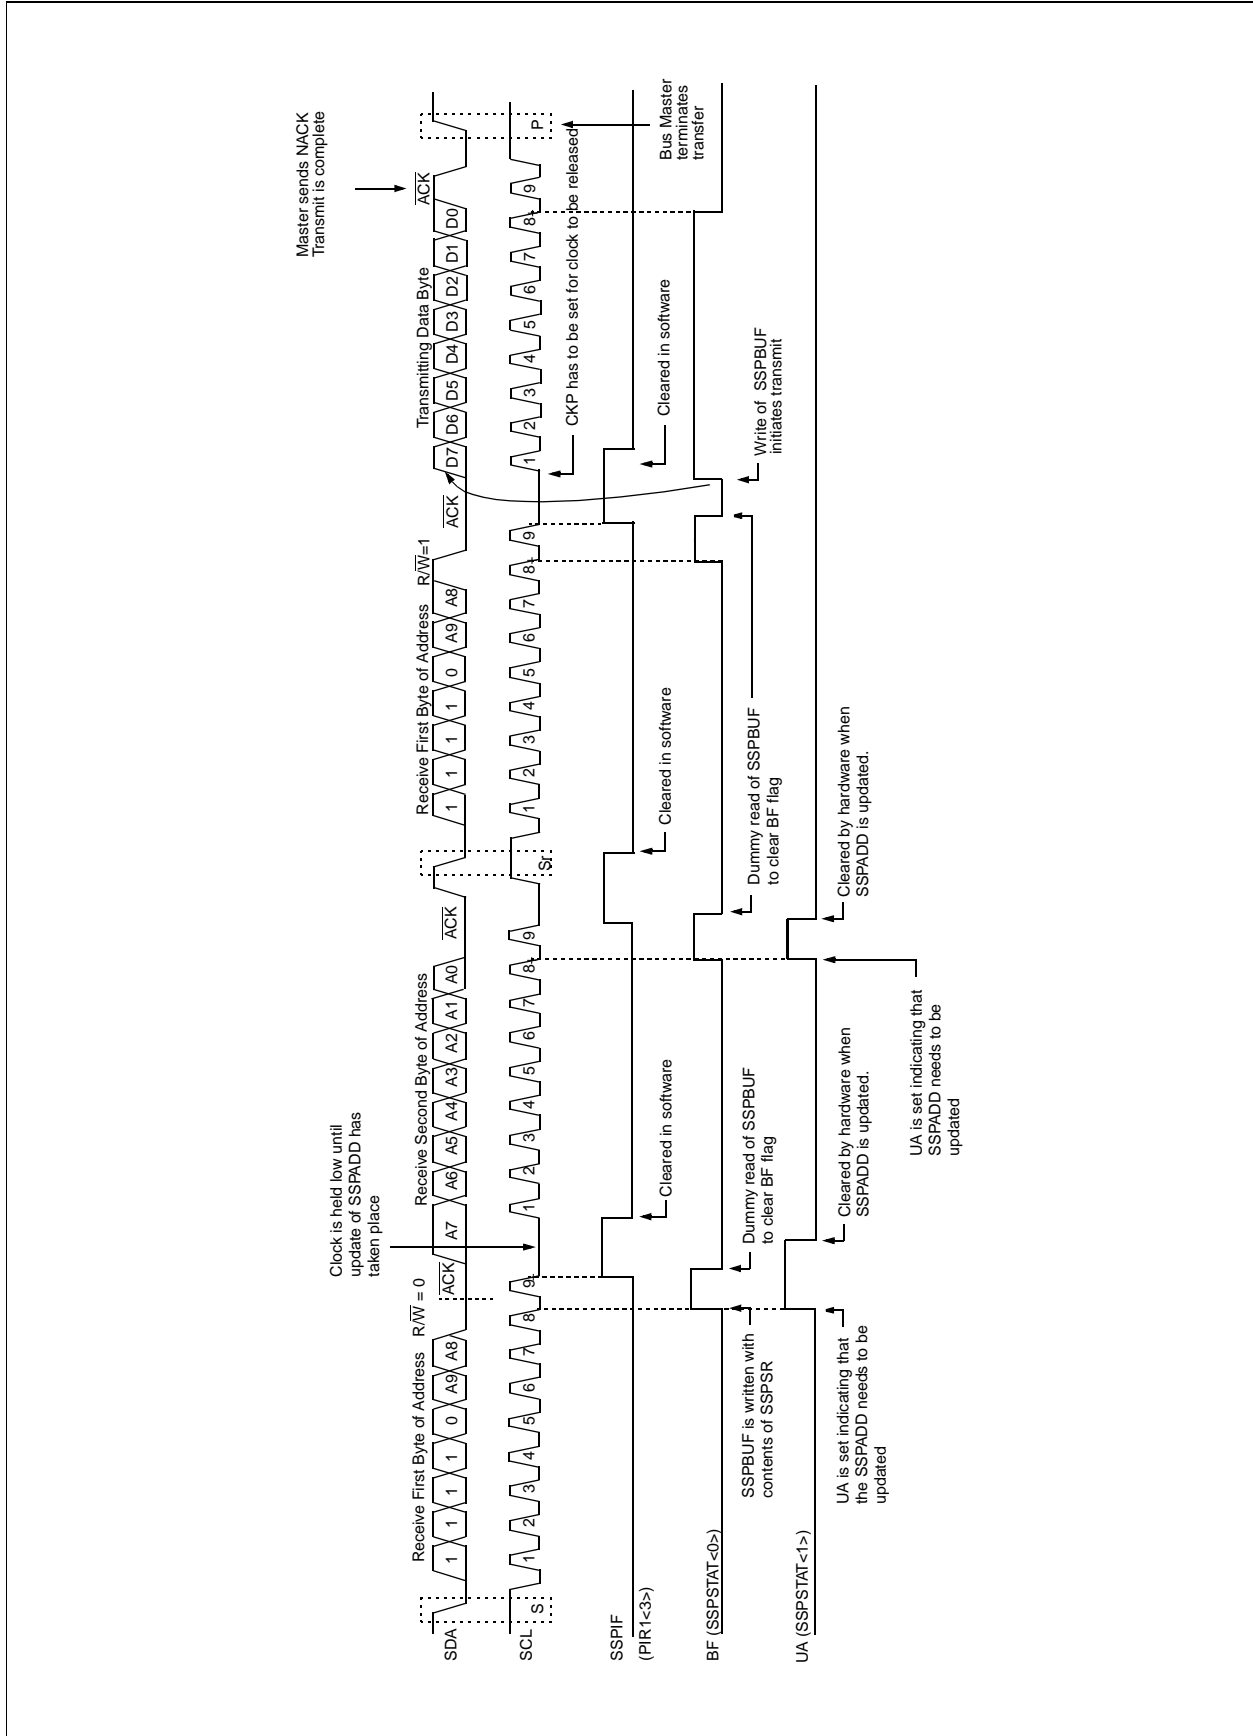 Master sends NACK
Transmit is complete
Clock is held low until
update of SSPADD has
taken place
Receive First Byte of Address R/W = 0
Receive Second Byte of Address
Receive First Byte of Address R/W=1
Transmitting Data Byte
SDA
1 1 1 1 0 A9 A8 ACK A7 A6 A5 A4 A3 A2 A1 A0 ACK 1 1 1 1 0 A9 A8 ACK D7 D6 D5 D4 D3 D2 D1 D0 ACK
SCL
S 1 2 3 4 5 6 7 8 9 1 2 3 4 5 6 7 8 9 Sr 1 2 3 4 5 6 7 8 9 1 2 3 4 5 6 7 8 9 P
CKP has to be set for clock to be released
SSPIF
(PIR1<3>)
Cleared in software
Cleared in software
Cleared in software
Bus Master
terminates
transfer
BF (SSPSTAT<0>)
SSPBUF is written with
contents of SSPSR
Dummy read of SSPBUF
to clear BF flag
Dummy read of SSPBUF
to clear BF flag
Write of SSPBUF
initiates transmit
UA (SSPSTAT<1>)
UA is set indicating that
the SSPADD needs to be
updated
Cleared by hardware when
SSPADD is updated.
UA is set indicating that
SSPADD needs to be
updated
Cleared by hardware when
SSPADD is updated.